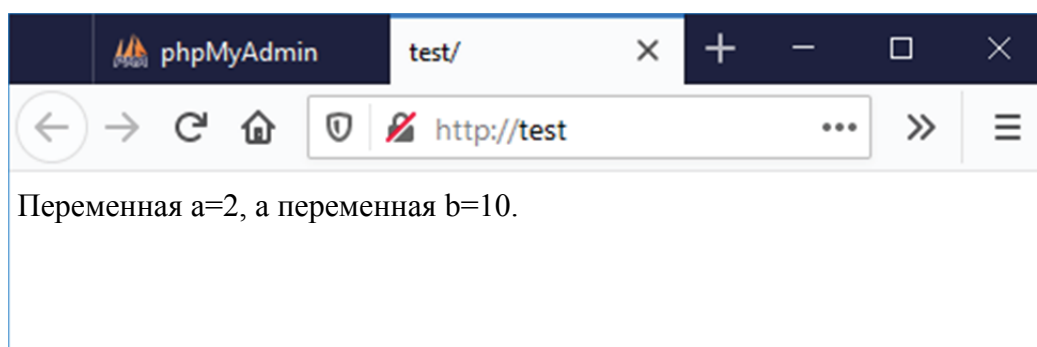 phpMyAdmin test/
http://test
Переменная a=2, а переменная b=10.